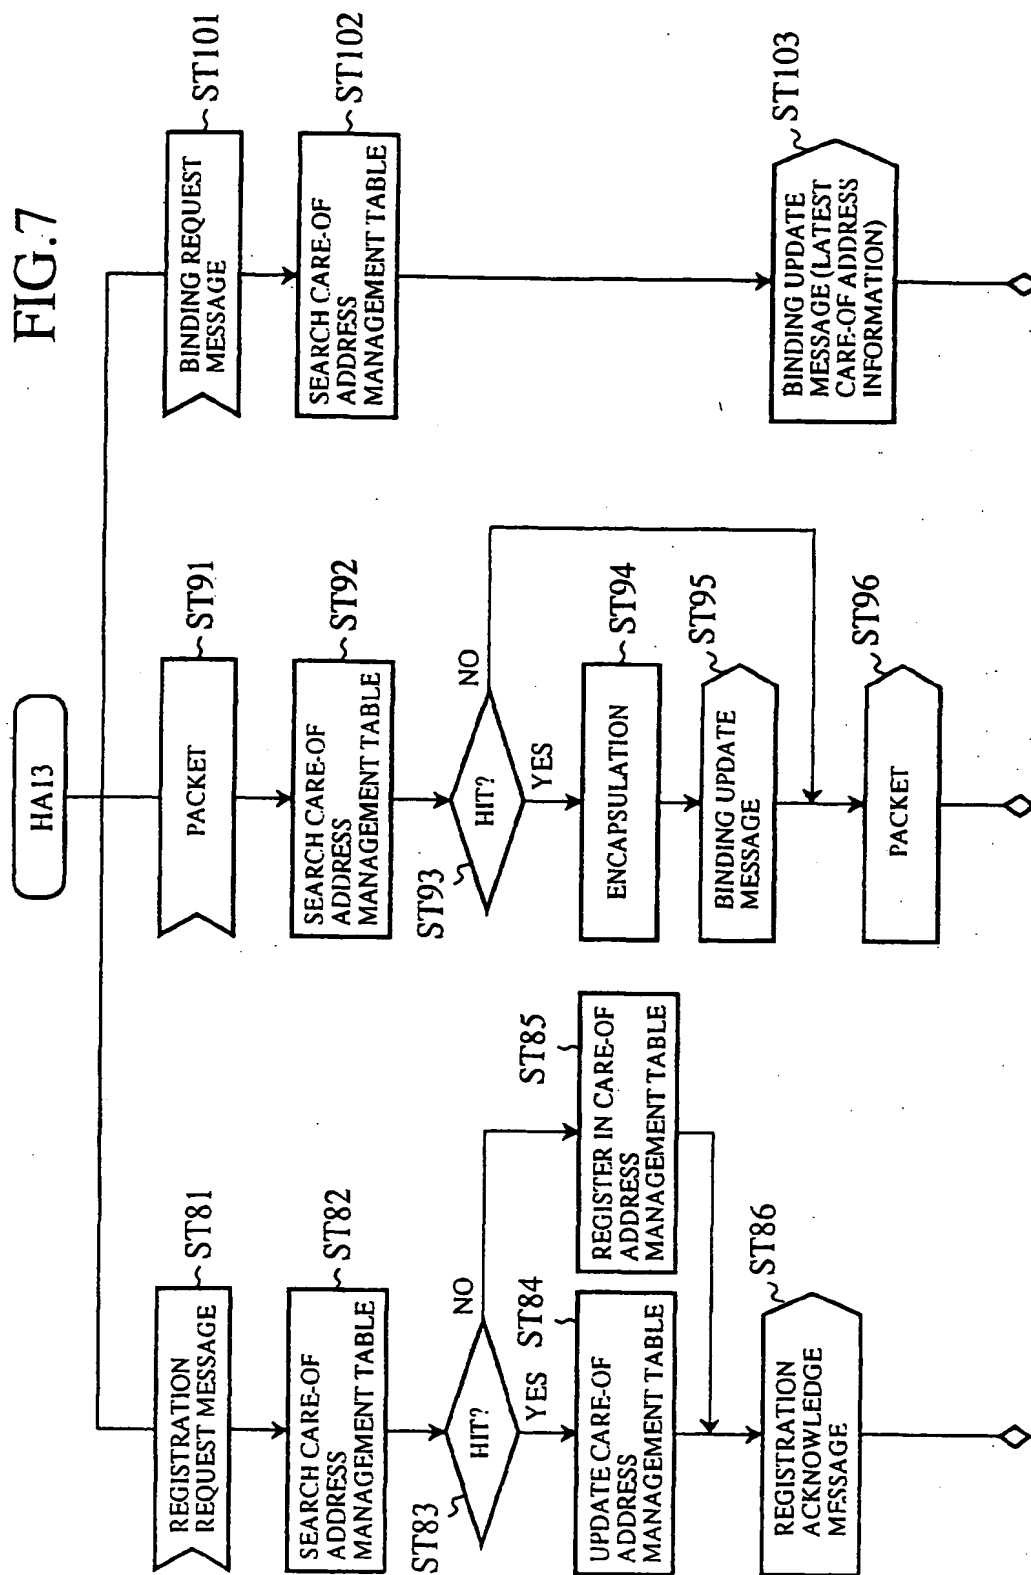 FIG.7
HA13
REGISTRATION
REQUEST MESSAGE
ST81
SEARCH CARE-OF
ADDRESS
MANAGEMENT TABLE
ST82
HIT?
ST83
NO
YES
UPDATE CARE-OF
ADDRESS
MANAGEMENT TABLE
ST84
REGISTER IN CARE-OF
ADDRESS
MANAGEMENT TABLE
ST85
REGISTRATION
ACKNOWLEDGE
MESSAGE
ST86
PACKET
ST91
SEARCH CARE-OF
ADDRESS
MANAGEMENT TABLE
ST92
HIT?
ST93
NO
YES
ENCAPSULATION
ST94
BINDING UPDATE
MESSAGE
ST95
PACKET
ST96
BINDING REQUEST
MESSAGE
ST101
SEARCH CARE-OF
ADDRESS
MANAGEMENT TABLE
ST102
BINDING UPDATE
MESSAGE (LATEST
CARE-OF ADDRESS
INFORMATION)
ST103